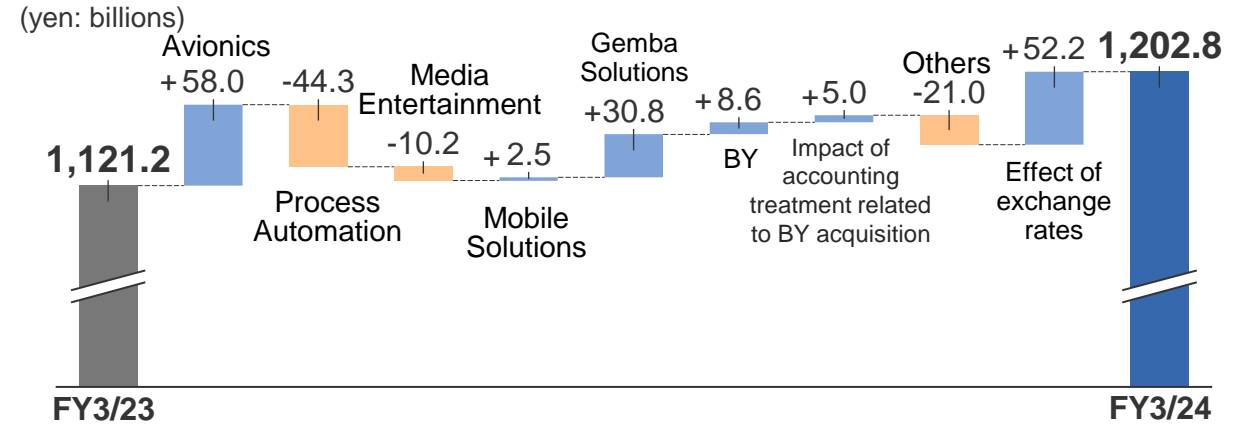 (yen: billions)
1,121.2
Avionics
+58.0
-44.3
Process
Automation
Media
Entertainment
-10.2
+2.5
Mobile
Solutions
Gemba
Solutions
+30.8
+8.6
BY
+5.0
Impact of
accounting
treatment related
to BY acquisition
Others
-21.0
+52.2
Effect of
exchange
rates
1,202.8
FY3/23
FY3/24